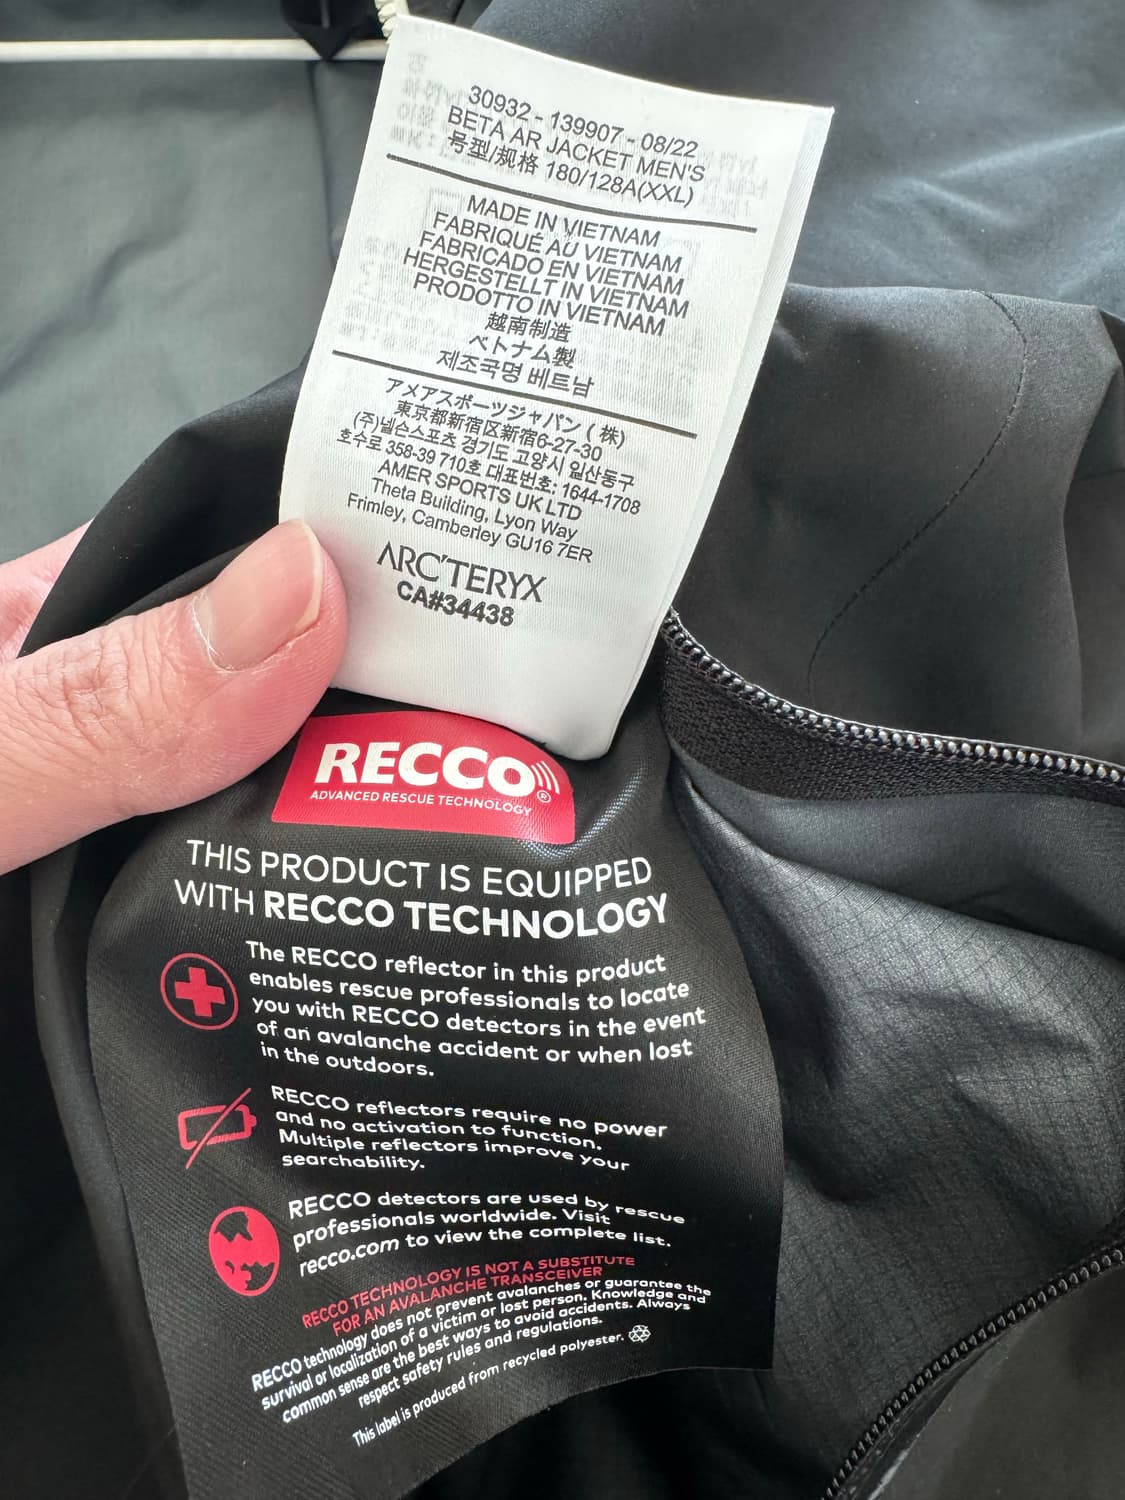 30932 - 139907 - 08/22
BETA AR JACKET MEN'S
号型/规格 180/128A(XXL)
MADE IN VIETNAM
FABRIQUÉ AU VIETNAM
FABRICADO EN VIETNAM
HERGESTELLT IN VIETNAM
PRODOTTO IN VIETNAM
越南制造
ベトナム製
제조국명 베트남
アメアスポーツジャパン ( 株)
東京都新宿区新宿6-27-30
(주)넬슨스포츠 경기도 고양시 일산동구
호수로 358-39 710호 대표번호: 1644-1708
AMER SPORTS UK LTD
Theta Building, Lyon Way
Frimley, Camberley GU16 7ER
ARC'TERYX
CA#34438
RECCO®
ADVANCED RESCUE TECHNOLOGY
THIS PRODUCT IS EQUIPPED
WITH RECCO TECHNOLOGY
The RECCO reflector in this product
enables rescue professionals to locate
you with RECCO detectors in the event
of an avalanche accident or when lost
in the outdoors.
RECCO reflectors require no power
and no activation to function.
Multiple reflectors improve your
searchability.
RECCO detectors are used by rescue
professionals worldwide. Visit
recco.com to view the complete list.
RECCO TECHNOLOGY IS NOT A SUBSTITUTE
FOR AN AVALANCHE TRANSCEIVER
RECCO technology does not prevent avalanches or guarantee the
survival or localization of a victim or lost person. Knowledge and
common sense are the best ways to avoid accidents. Always
respect safety rules and regulations.
This label is produced from recycled polyester.